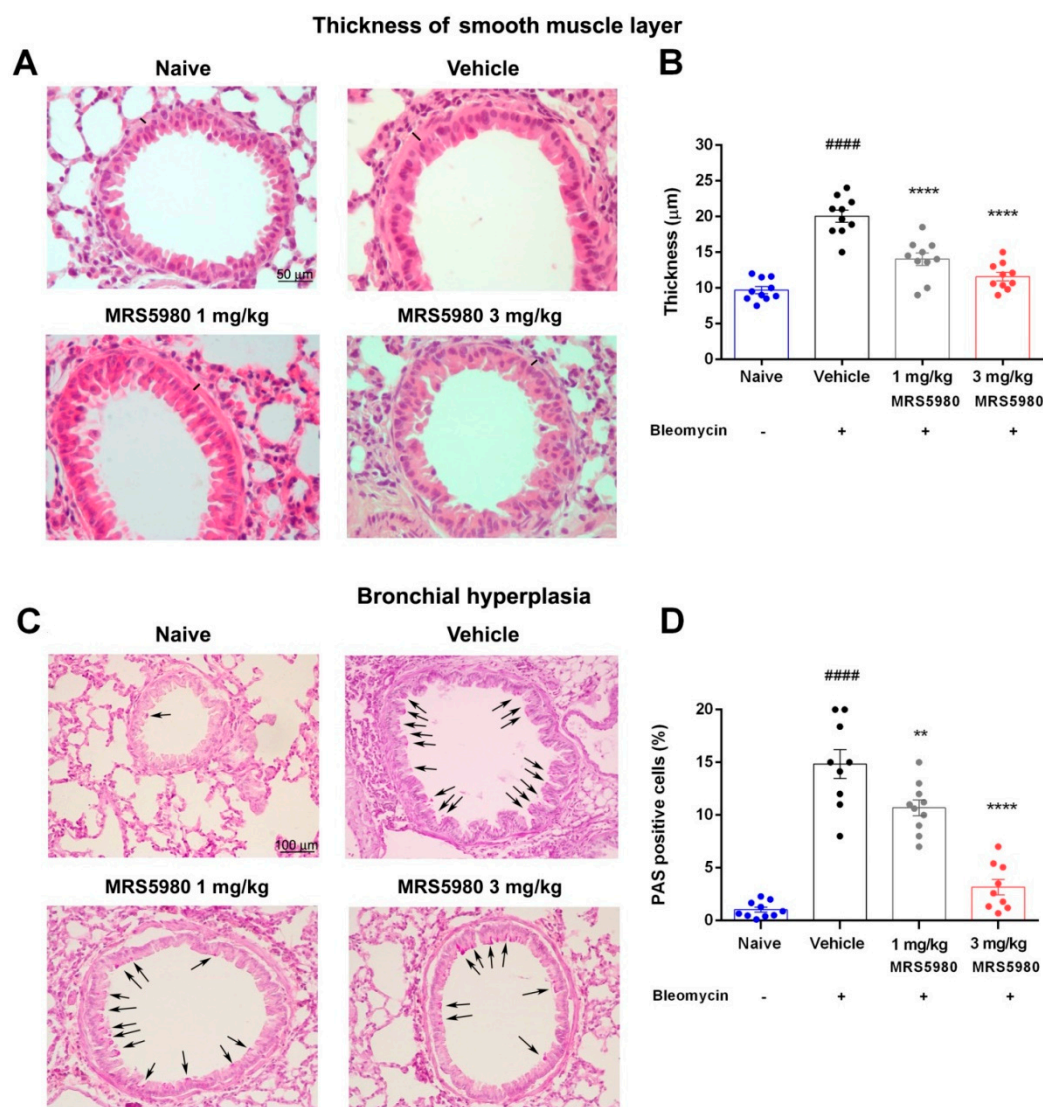 Thickness of smooth muscle layer
A
Naive
Vehicle
50 μm
MRS5980 1 mg/kg
MRS5980 3 mg/kg
B
####
****
****
Thickness (μm)
30
25
20
15
10
5
0
Naive
Vehicle
1 mg/kg
MRS5980
3 mg/kg
MRS5980
Bleomycin - + + +
Bronchial hyperplasia
C
Naive
Vehicle
100 μm
MRS5980 1 mg/kg
MRS5980 3 mg/kg
D
####
**
****
PAS positive cells (%)
20
15
10
5
0
Naive
Vehicle
1 mg/kg
MRS5980
3 mg/kg
MRS5980
Bleomycin - + + +